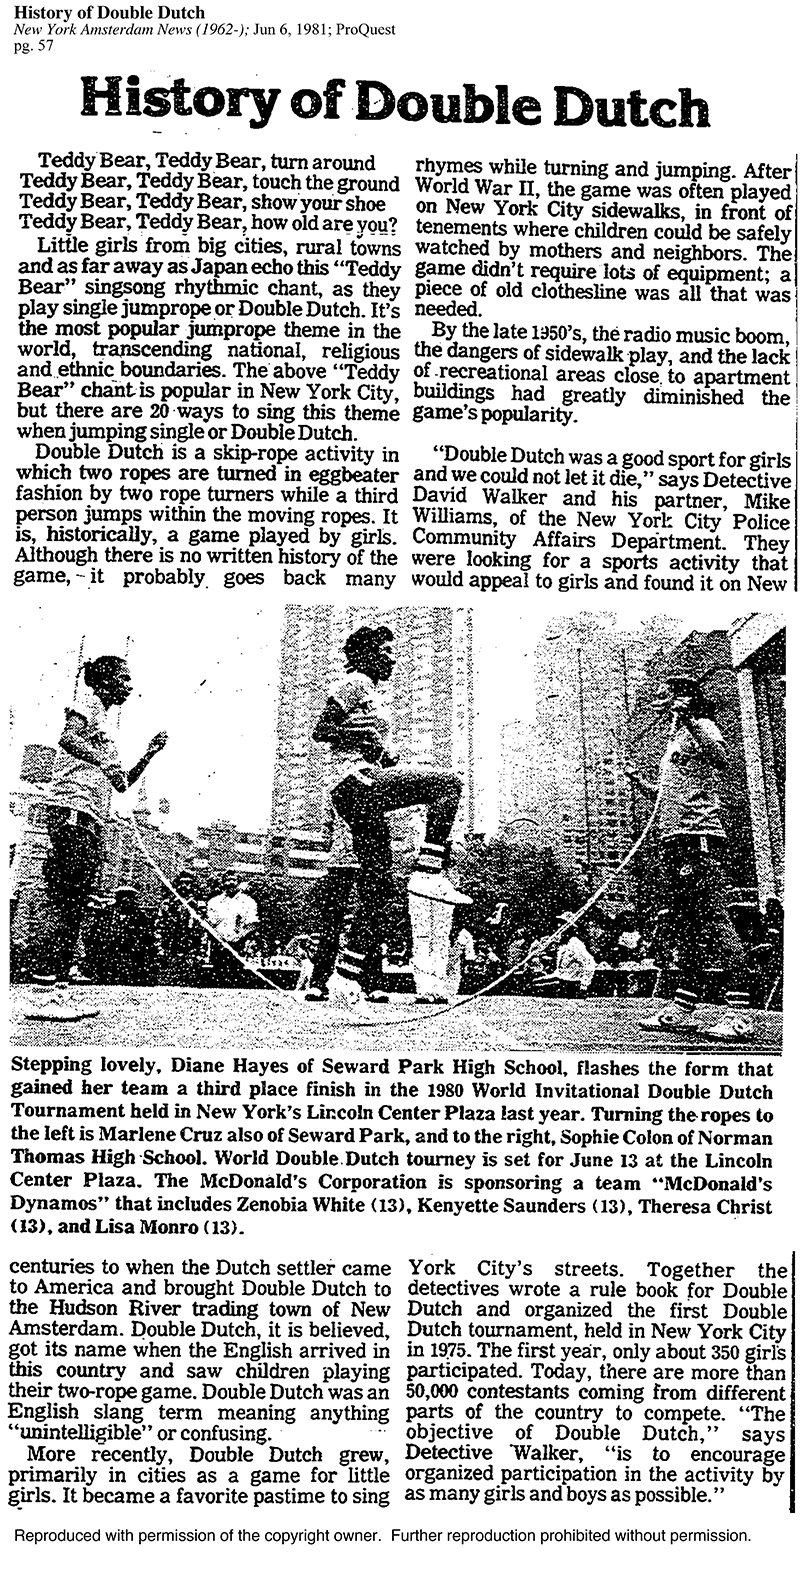 History of Double Dutch
New York Amsterdam News (1962-); Jun 6, 1981; ProQuest
pg. 57
History of Double Dutch
Teddy Bear, Teddy Bear, turn around
Teddy Bear, Teddy Bear, touch the ground
Teddy Bear, Teddy Bear, show your shoe
Teddy Bear, Teddy Bear, how old are you?
Little girls from big cities, rural towns
and as far away as Japan echo this “Teddy
Bear” singsong rhythmic chant, as they
play single jumprope or Double Dutch. It’s
the most popular jumprope theme in the
world, transcending national, religious
and ethnic boundaries. The above “Teddy
Bear” chant is popular in New York City,
but there are 20 ways to sing this theme
when jumping single or Double Dutch.
Double Dutch is a skip-rope activity in
which two ropes are turned in eggbeater
fashion by two rope turners while a third
person jumps within the moving ropes. It
is, historically, a game played by girls.
Although there is no written history of the
game, it probably goes back many
centuries to when the Dutch settler came
to America and brought Double Dutch to
the Hudson River trading town of New
Amsterdam. Double Dutch, it is believed,
got its name when the English arrived in
this country and saw children playing
their two-rope game. Double Dutch was an
English slang term meaning anything
“unintelligible” or confusing.
More recently, Double Dutch grew,
primarily in cities as a game for little
girls. It became a favorite pastime to sing
rhymes while turning and jumping. After
World War II, the game was often played
on New York City sidewalks, in front of
tenements where children could be safely
watched by mothers and neighbors. The
game didn’t require lots of equipment; a
piece of old clothesline was all that was
needed.
By the late 1950’s, the radio music boom,
the dangers of sidewalk play, and the lack
of recreational areas close to apartment
buildings had greatly diminished the
game’s popularity.
“Double Dutch was a good sport for girls
and we could not let it die,” says Detective
David Walker and his partner, Mike
Williams, of the New York City Police
Community Affairs Department. They
were looking for a sports activity that
would appeal to girls and found it on New
York City’s streets. Together the
detectives wrote a rule book for Double
Dutch and organized the first Double
Dutch tournament, held in New York City
in 1975. The first year, only about 350 girls
participated. Today, there are more than
50,000 contestants coming from different
parts of the country to compete. “The
objective of Double Dutch,” says
Detective Walker, “is to encourage
organized participation in the activity by
as many girls and boys as possible.”
Stepping lovely, Diane Hayes of Seward Park High School, flashes the form that
gained her team a third place finish in the 1980 World Invitational Double Dutch
Tournament held in New York’s Lincoln Center Plaza last year. Turning the ropes to
the left is Marlene Cruz also of Seward Park, and to the right, Sophie Colon of Norman
Thomas High School. World Double Dutch tourney is set for June 13 at the Lincoln
Center Plaza. The McDonald’s Corporation is sponsoring a team “McDonald’s
Dynamos” that includes Zenobia White (13), Kenyette Saunders (13), Theresa Christ
(13), and Lisa Monro (13).
Reproduced with permission of the copyright owner. Further reproduction prohibited without permission.